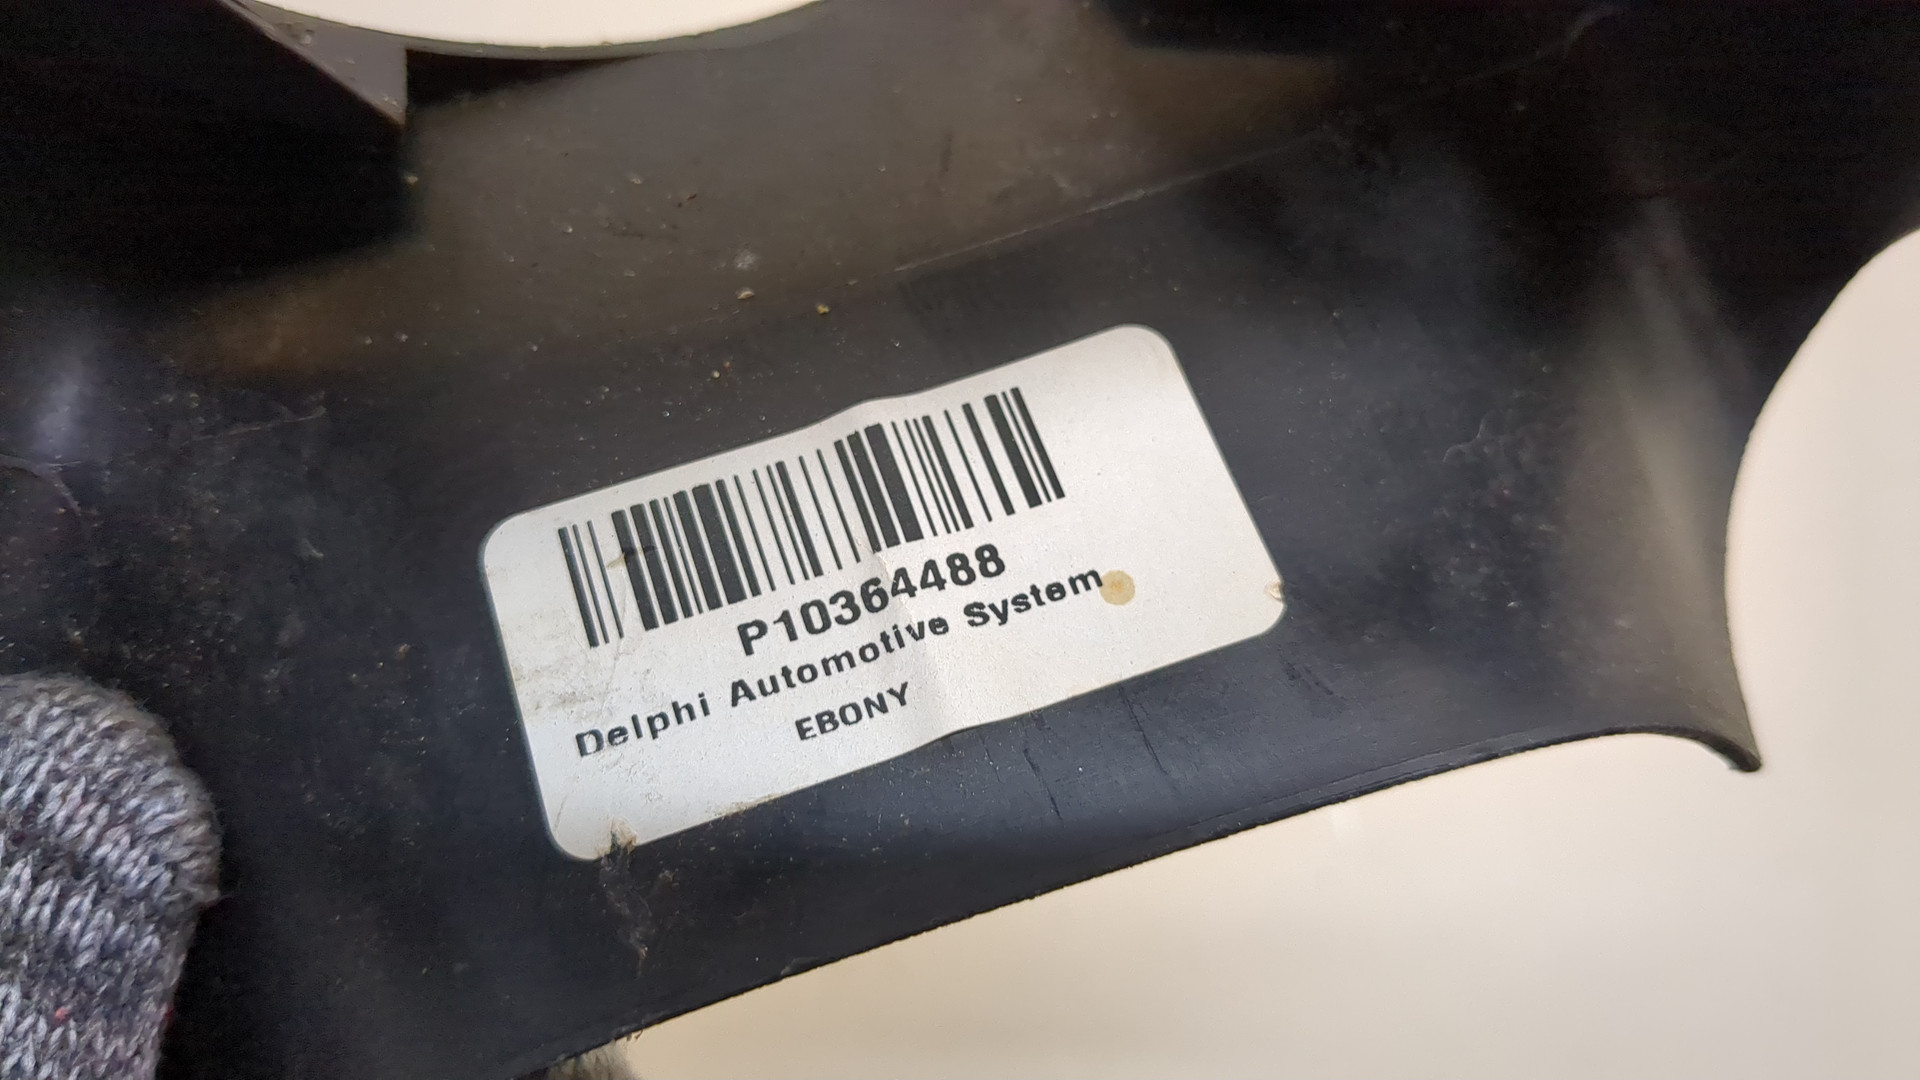 P10364488
Delphi Automotive System
EBONY